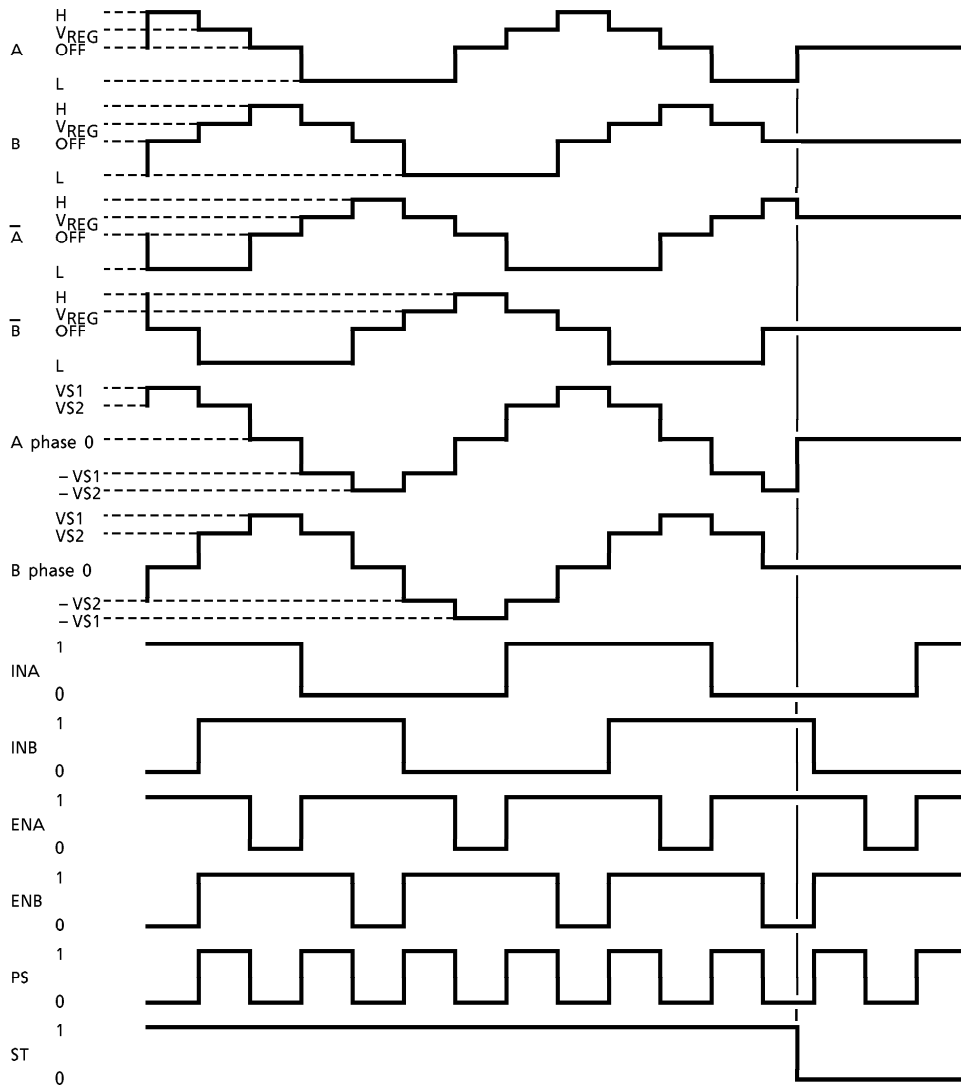 H
VREG
A OFF
L
H
VREG
B OFF
L
H
VREG
A̅ OFF
L
H
VREG
B̅ OFF
L
VS1
VS2
A phase 0
– VS1
– VS2
VS1
VS2
B phase 0
– VS2
– VS1
1
INA
0
1
INB
0
1
ENA
0
1
ENB
0
1
PS
0
1
ST
0